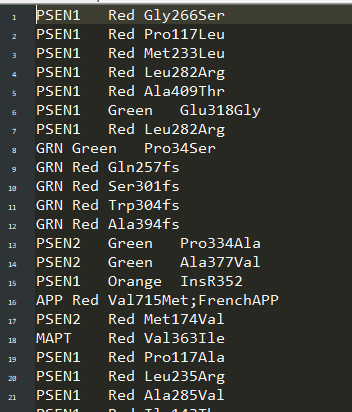 1 PSEN1 Red Gly266Ser
2 PSEN1 Red Pro117Leu
3 PSEN1 Red Met233Leu
4 PSEN1 Red Leu282Arg
5 PSEN1 Red Ala409Thr
6 PSEN1 Green Glu318Gly
7 PSEN1 Red Leu282Arg
8 GRN Green Pro34Ser
9 GRN Red Gln257fs
10 GRN Red Ser301fs
11 GRN Red Trp304fs
12 GRN Red Ala394fs
13 PSEN2 Green Pro334Ala
14 PSEN2 Green Ala377Val
15 PSEN1 Orange InsR352
16 APP Red Val715Met;FrenchAPP
17 PSEN2 Red Met174Val
18 MAPT Red Val363Ile
19 PSEN1 Red Pro117Ala
20 PSEN1 Red Leu235Arg
21 PSEN1 Red Ala285Val
PSEN1 Red